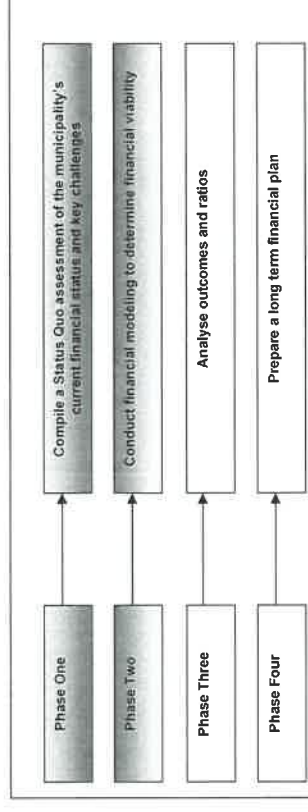 Phase One
Compile a Status Quo assessment of the municipality's
current financial status and key challenges
Phase Two
Conduct financial modeling to determine financial viability
Phase Three
Analyse outcomes and ratios
Phase Four
Prepare a long term financial plan